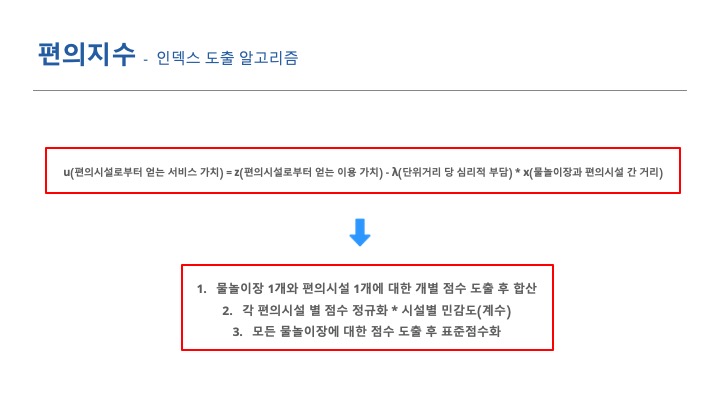 편의지수 - 인덱스 도출 알고리즘
u(편의시설로부터 얻는 서비스 가치) = z(편의시설로부터 얻는 이용 가치) - λ(단위거리 당 심리적 부담) * x(물놀이장과 편의시설 간 거리)
1. 물놀이장 1개와 편의시설 1개에 대한 개별 점수 도출 후 합산
2. 각 편의시설 별 점수 정규화 * 시설별 민감도(계수)
3. 모든 물놀이장에 대한 점수 도출 후 표준점수화